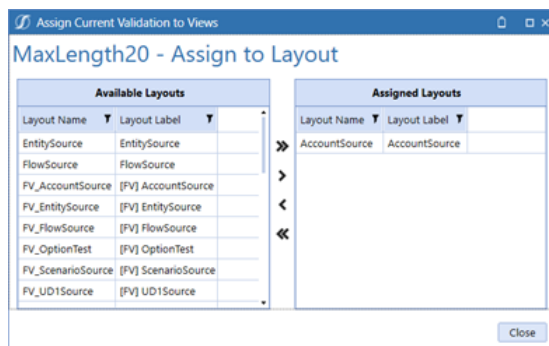 Assign Current Validation to Views
MaxLength20 - Assign to Layout
Available Layouts
Layout Name Layout Label
EntitySource EntitySource
FlowSource FlowSource
FV_AccountSource [FV] AccountSource
FV_EntitySource [FV] EntitySource
FV_FlowSource [FV] FlowSource
FV_OptionTest [FV] OptionTest
FV_ScenarioSource [FV] ScenarioSource
FV_UD1Source [FV] UD1Source
Assigned Layouts
Layout Name Layout Label
AccountSource AccountSource
Close